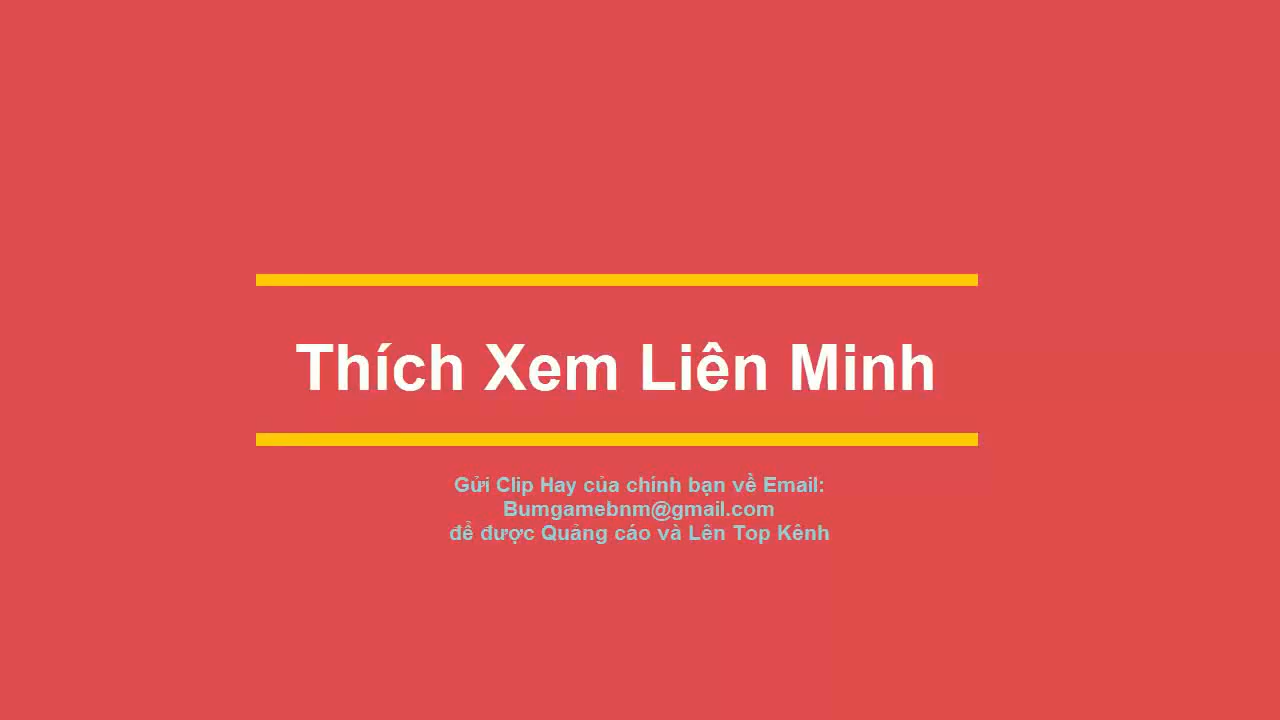 Thích Xem Liên Minh
Gửi Clip Hay của chính bạn về Email:
Bumgamebnm@gmail.com
để được Quảng cáo và Lên Top Kênh